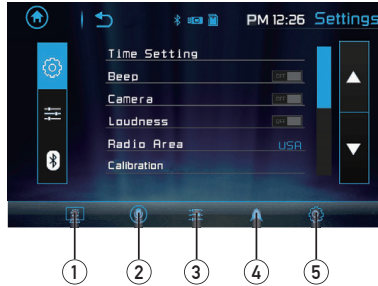 PM 12:26 Settings
Time Setting
Beep OFF
Camera OFF
Loudness OFF
Radio Area USA
Calibration
1 2 3 4 5